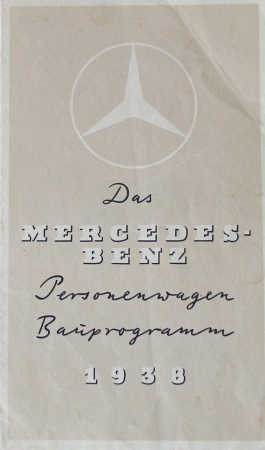 Das
MERCEDES-
BENZ
Personenwagen
Bauprogramm
1938